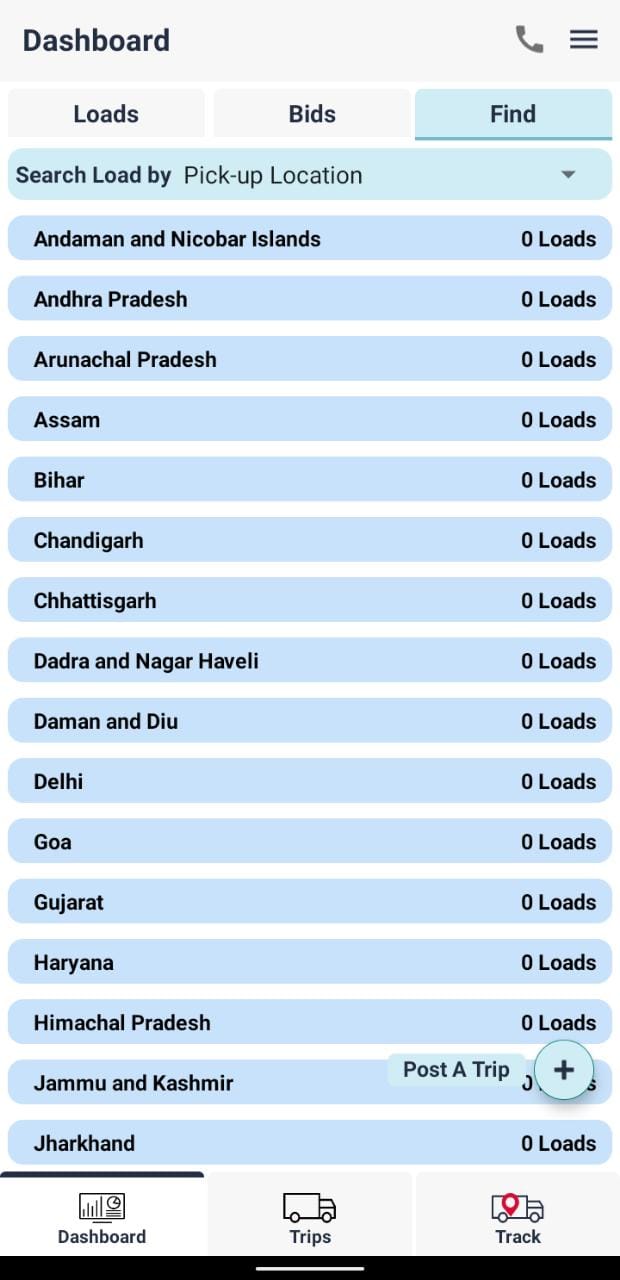 Dashboard
Loads Bids Find
Search Load by Pick-up Location
Andaman and Nicobar Islands 0 Loads
Andhra Pradesh 0 Loads
Arunachal Pradesh 0 Loads
Assam 0 Loads
Bihar 0 Loads
Chandigarh 0 Loads
Chhattisgarh 0 Loads
Dadra and Nagar Haveli 0 Loads
Daman and Diu 0 Loads
Delhi 0 Loads
Goa 0 Loads
Gujarat 0 Loads
Haryana 0 Loads
Himachal Pradesh 0 Loads
Post A Trip +
Jammu and Kashmir
Jharkhand 0 Loads
Dashboard Trips Track